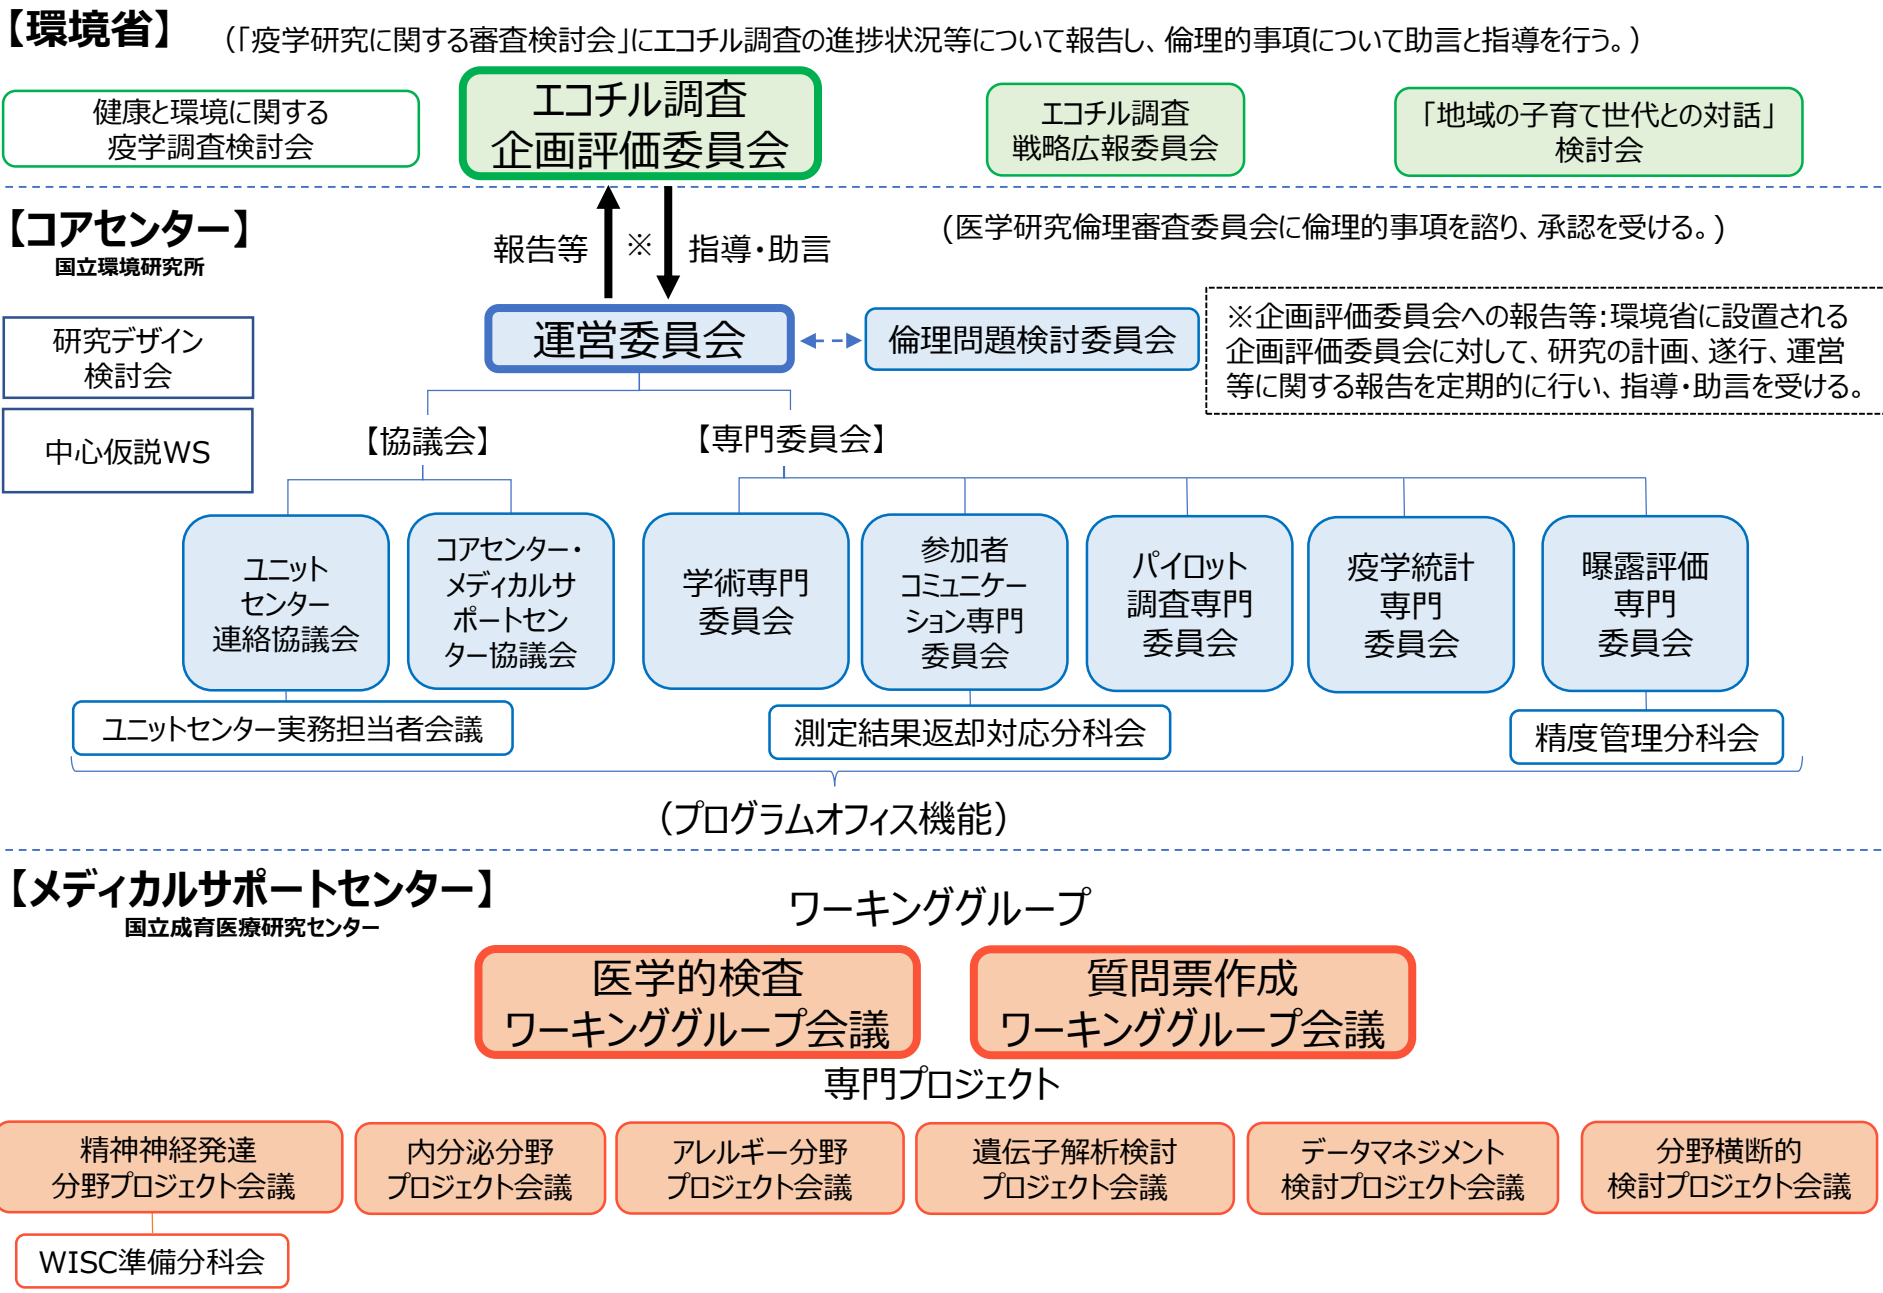 【環境省】
(「疫学研究に関する審査検討会」にエコチル調査の進捗状況等について報告し、倫理的事項について助言と指導を行う。)
健康と環境に関する
疫学調査検討会
エコチル調査
企画評価委員会
エコチル調査
戦略広報委員会
「地域の子育て世代との対話」
検討会
【コアセンター】
国立環境研究所
報告等
※
指導・助言
(医学研究倫理審査委員会に倫理的事項を諮り、承認を受ける。)
研究デザイン
検討会
中心仮説WS
運営委員会
倫理問題検討委員会
※企画評価委員会への報告等:環境省に設置される
企画評価委員会に対して、研究の計画、遂行、運営
等に関する報告を定期的に行い、指導・助言を受ける。
【協議会】
【専門委員会】
ユニット
センター
連絡協議会
コアセンター・
メディカルサ
ポートセン
ター協議会
学術専門
委員会
参加者
コミュニケー
ション専門
委員会
パイロット
調査専門
委員会
疫学統計
専門
委員会
曝露評価
専門
委員会
ユニットセンター実務担当者会議
測定結果返却対応分科会
精度管理分科会
(プログラムオフィス機能)
【メディカルサポートセンター】
国立成育医療研究センター
ワーキンググループ
医学的検査
ワーキンググループ会議
質問票作成
ワーキンググループ会議
専門プロジェクト
精神神経発達
分野プロジェクト会議
内分泌分野
プロジェクト会議
アレルギー分野
プロジェクト会議
遺伝子解析検討
プロジェクト会議
データマネジメント
検討プロジェクト会議
分野横断的
検討プロジェクト会議
WISC準備分科会